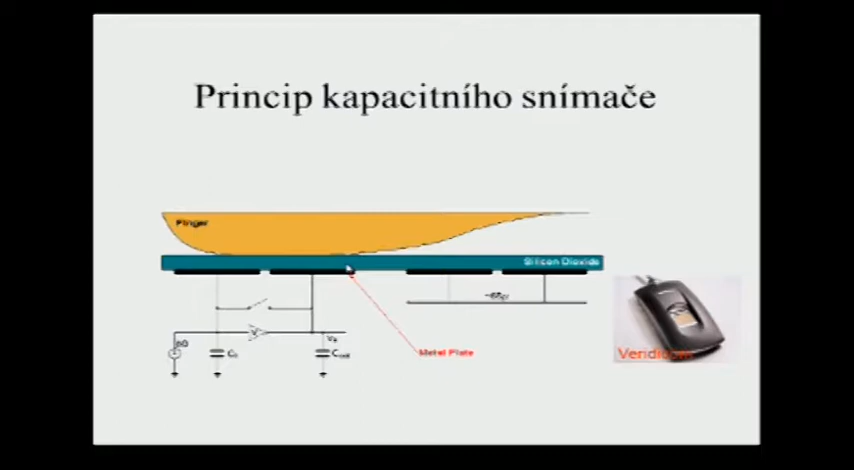 Princip kapacitního snímače
Finger
Silicon Dioxide
Metal Plate
Veridicom